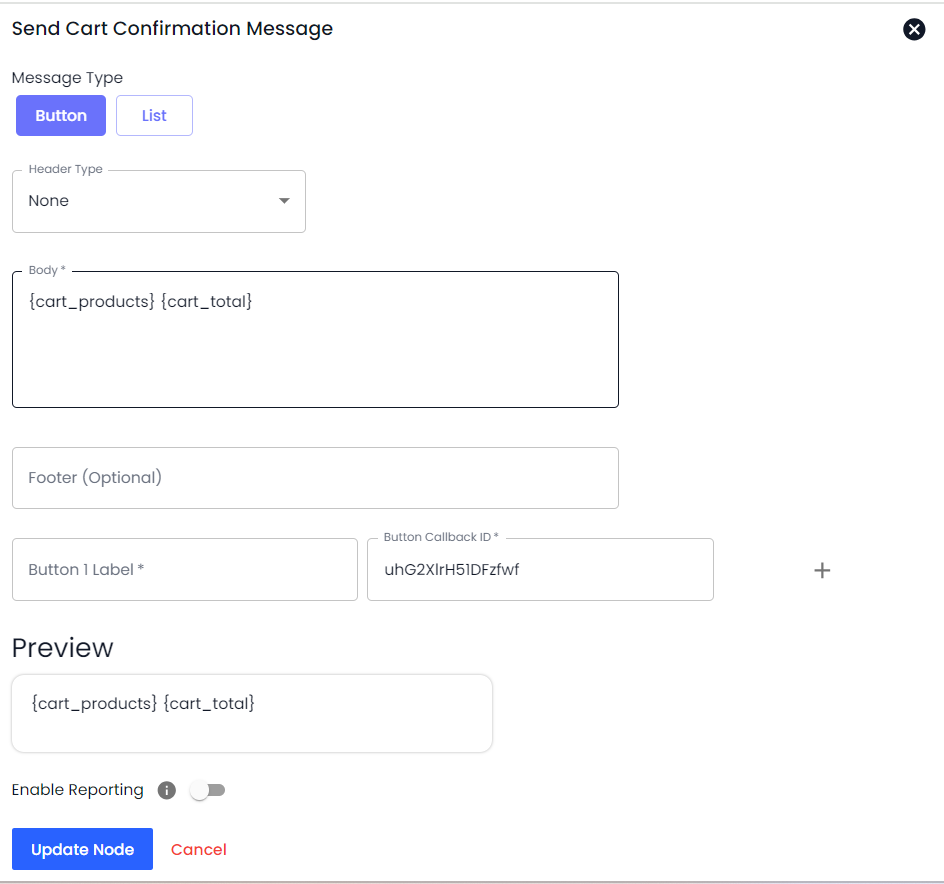 Send Cart Confirmation Message
Message Type
Button List
Header Type
None
Body *
{cart_products} {cart_total}
Footer (Optional)
Button 1 Label *
Button Callback ID *
uhG2XlrH51DFzfwf
Preview
{cart_products} {cart_total}
Enable Reporting
Update Node Cancel